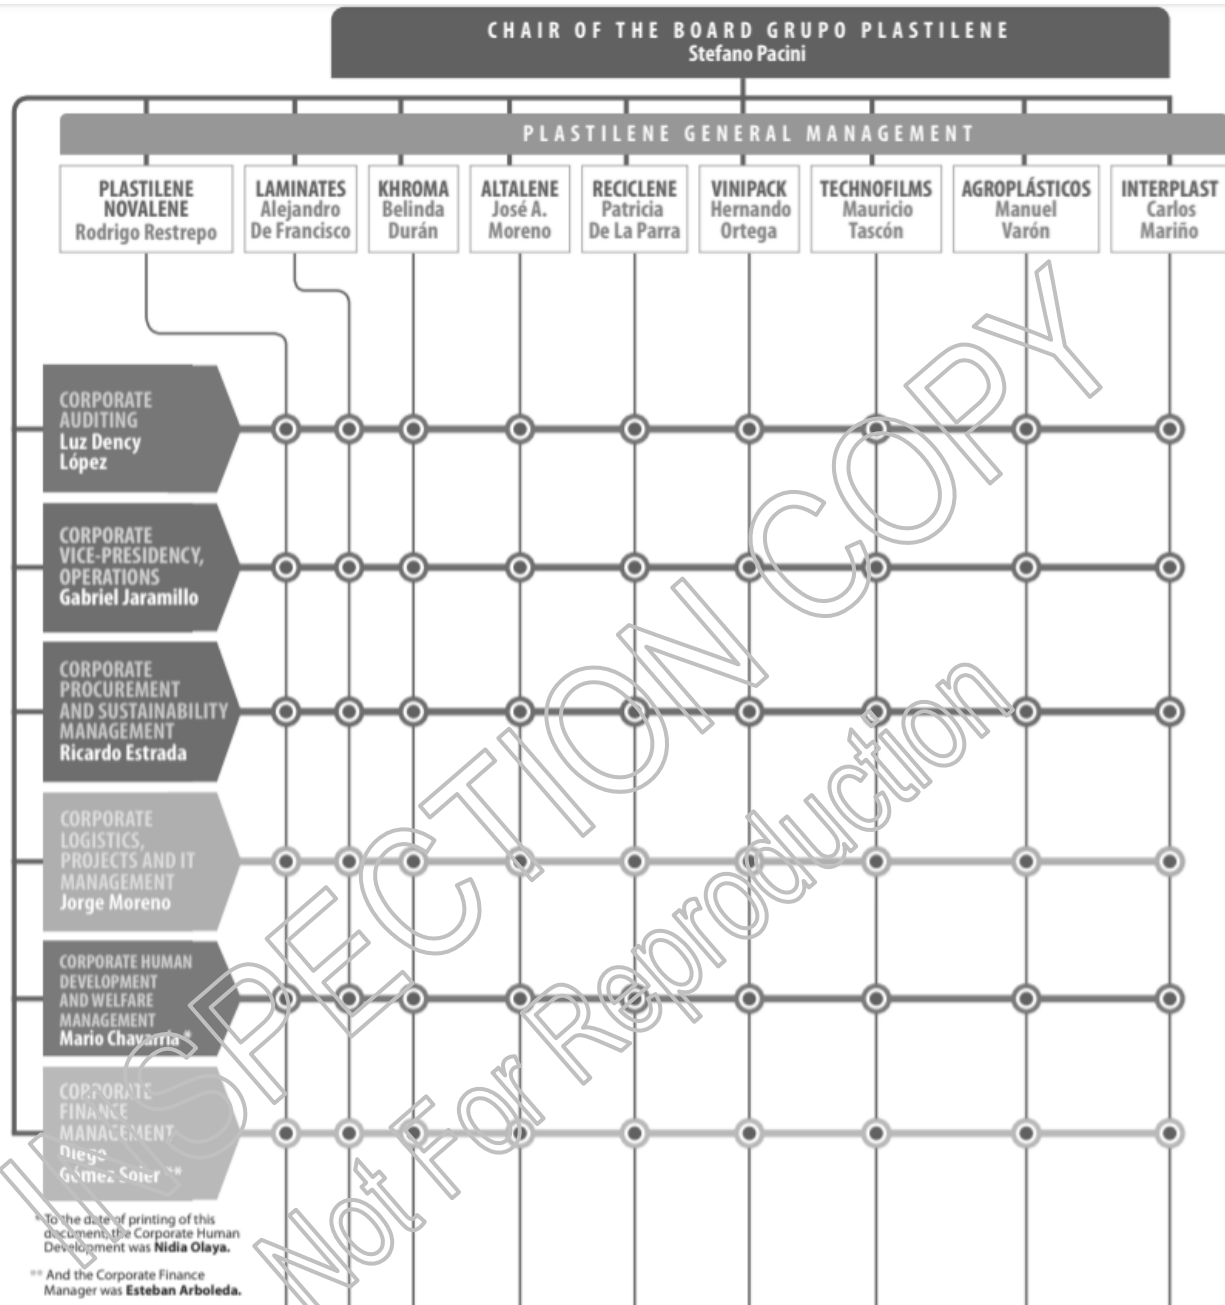 CHAIR OF THE BOARD GRUPO PLASTILENE
Stefano Pacini
PLASTILENE GENERAL MANAGEMENT
PLASTILENE
NOVALENE
Rodrigo Restrepo
LAMINATES
Alejandro
De Francisco
KHROMA
Belinda
Durán
ALTALENE
José A.
Moreno
RECICLENE
Patricia
De La Parra
VINIPACK
Hernando
Ortega
TECHNOFILMS
Mauricio
Tascón
AGROPLÁSTICOS
Manuel
Varón
INTERPLAST
Carlos
Mariño
CORPORATE
AUDITING
Luz Dency
López
CORPORATE
VICE-PRESIDENCY,
OPERATIONS
Gabriel Jaramillo
CORPORATE
PROCUREMENT
AND SUSTAINABILITY
MANAGEMENT
Ricardo Estrada
CORPORATE
LOGISTICS,
PROJECTS AND IT
MANAGEMENT
Jorge Moreno
CORPORATE HUMAN
DEVELOPMENT
AND WELFARE
MANAGEMENT
Mario Chavarría *
CORPORATE
FINANCE
MANAGEMENT
Diego
Gómez Soler **
* To the date of printing of this
document, the Corporate Human
Development was Nidia Olaya.
** And the Corporate Finance
Manager was Esteban Arboleda.
INSPECTION COPY
Not For Reproduction